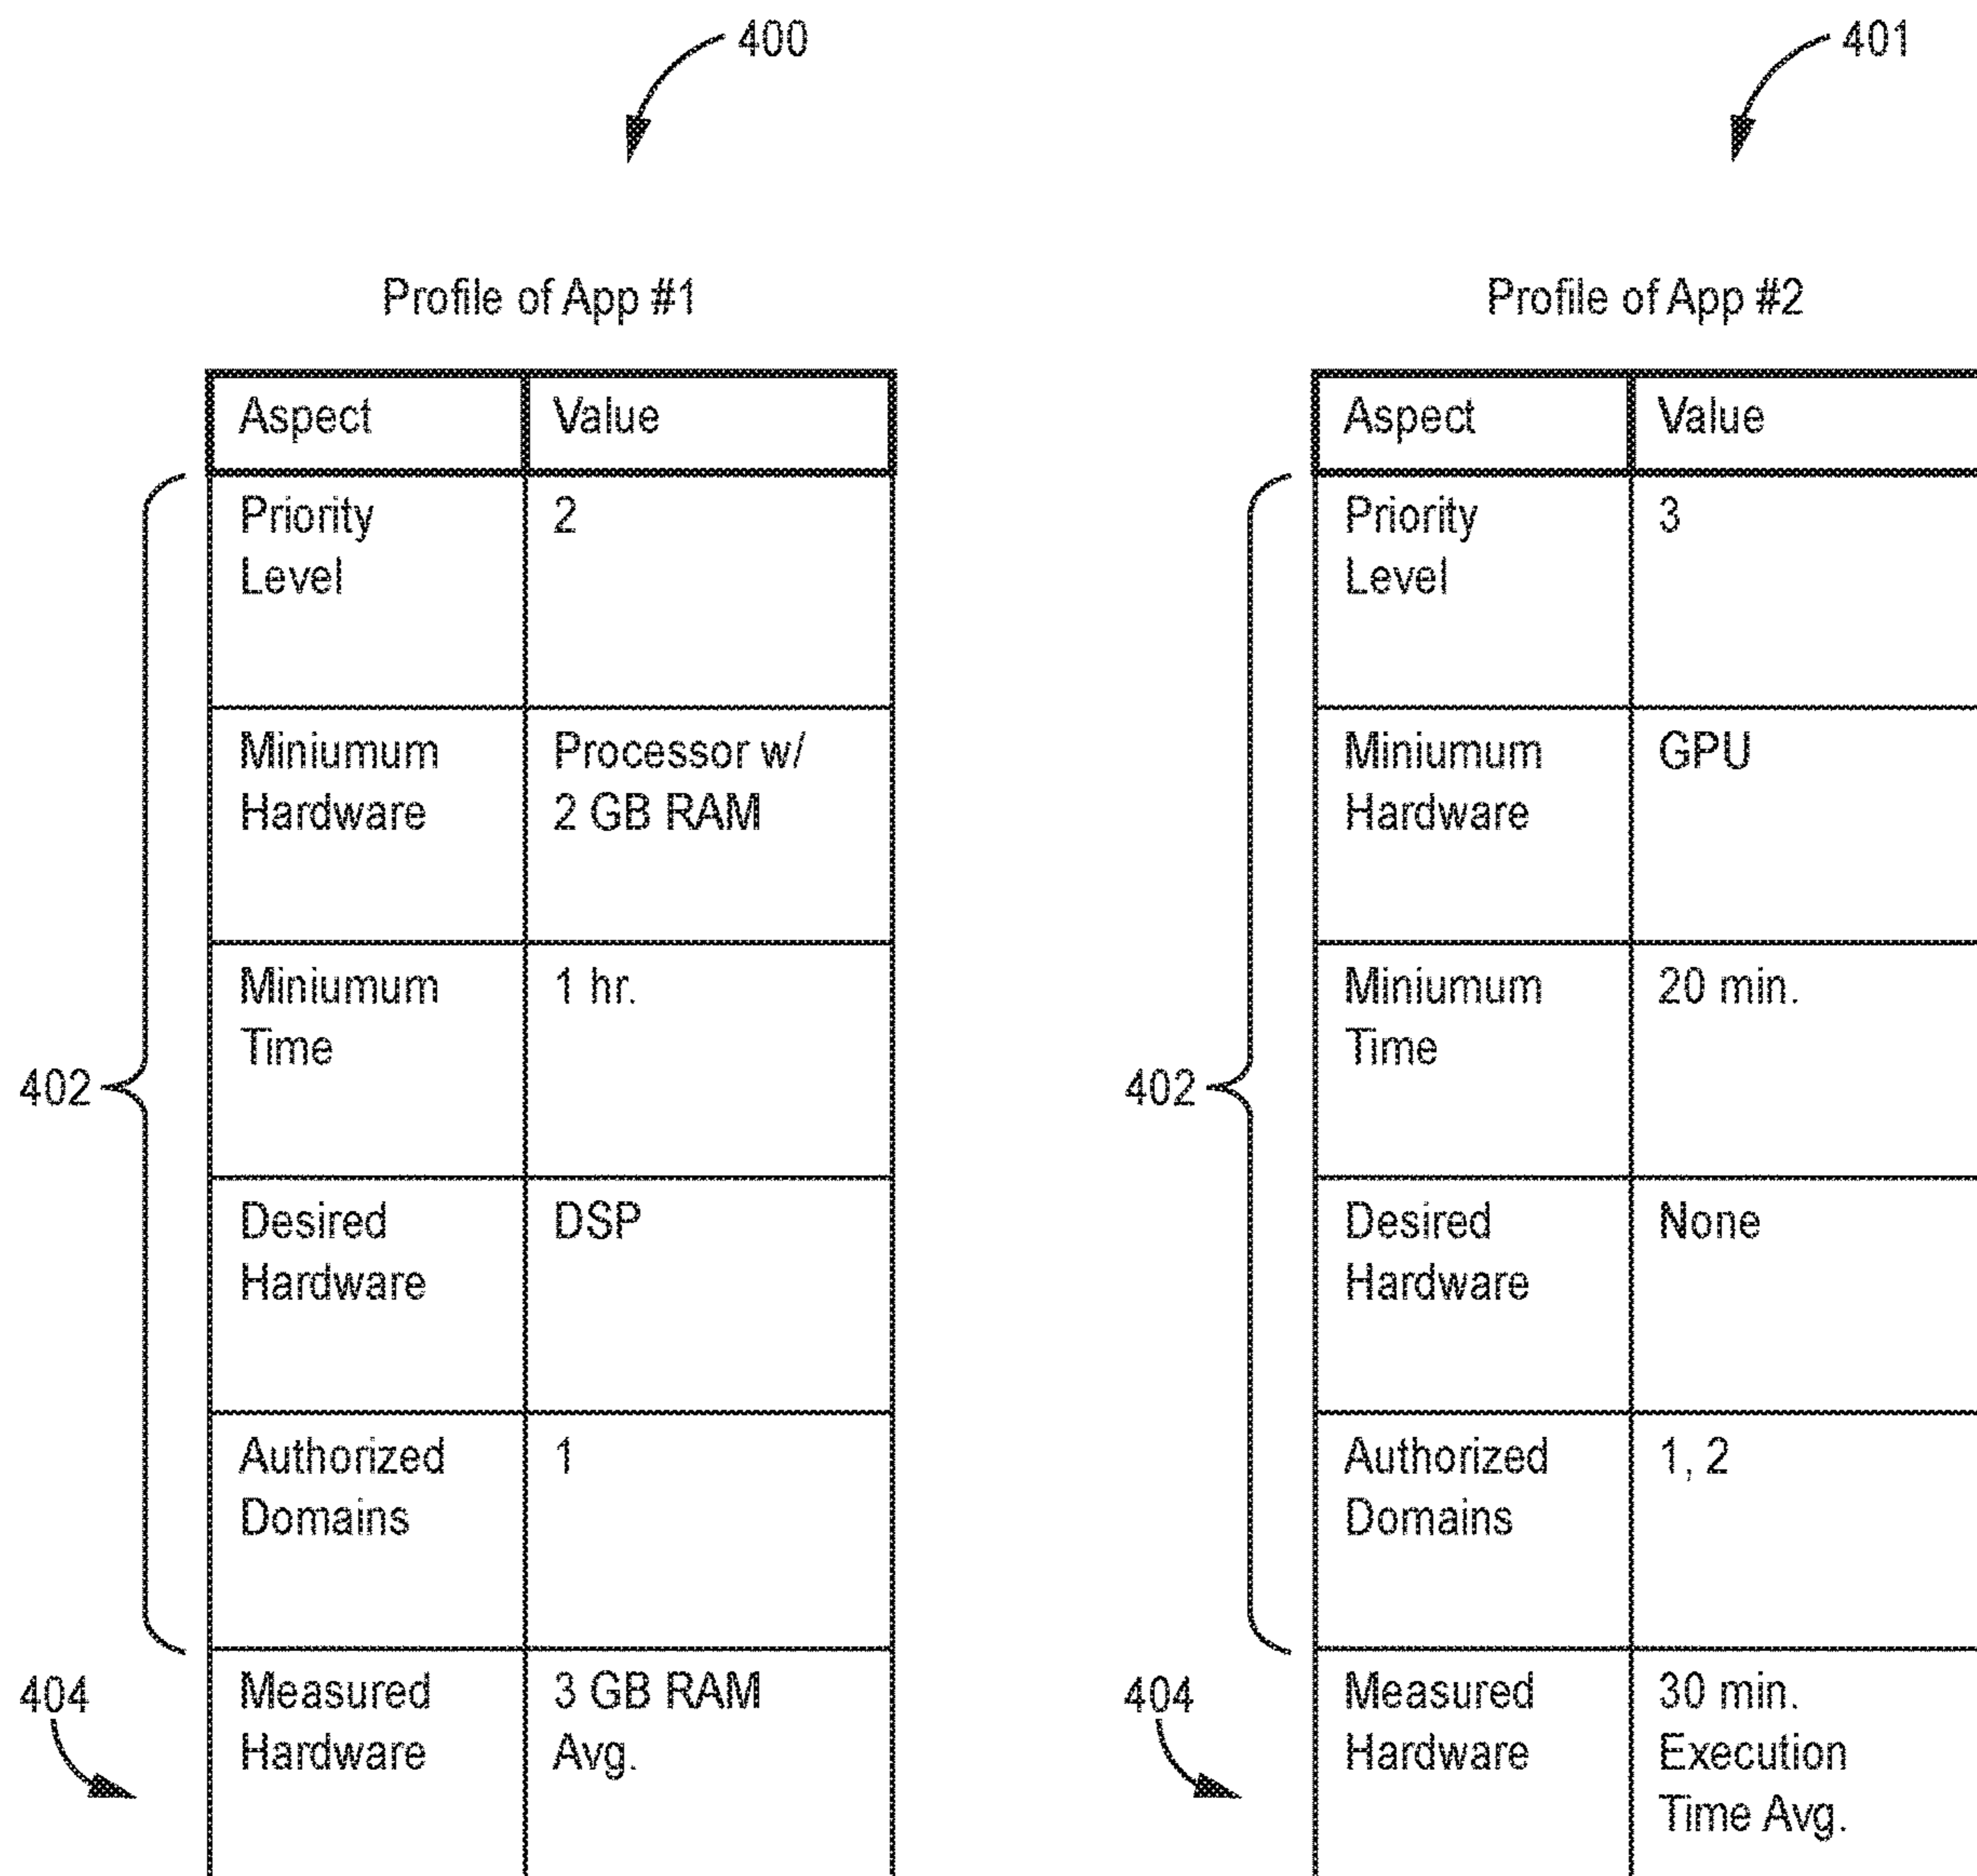 400
Profile of App #1
Aspect
Value
Priority
Level
2
Miniumum
Hardware
Processor w/
2 GB RAM
Miniumum
Time
1 hr.
Desired
Hardware
DSP
Authorized
Domains
1
402
Measured
Hardware
3 GB RAM
Avg.
404
401
Profile of App #2
Aspect
Value
Priority
Level
3
Miniumum
Hardware
GPU
Miniumum
Time
20 min.
Desired
Hardware
None
Authorized
Domains
1, 2
402
Measured
Hardware
30 min.
Execution
Time Avg.
404